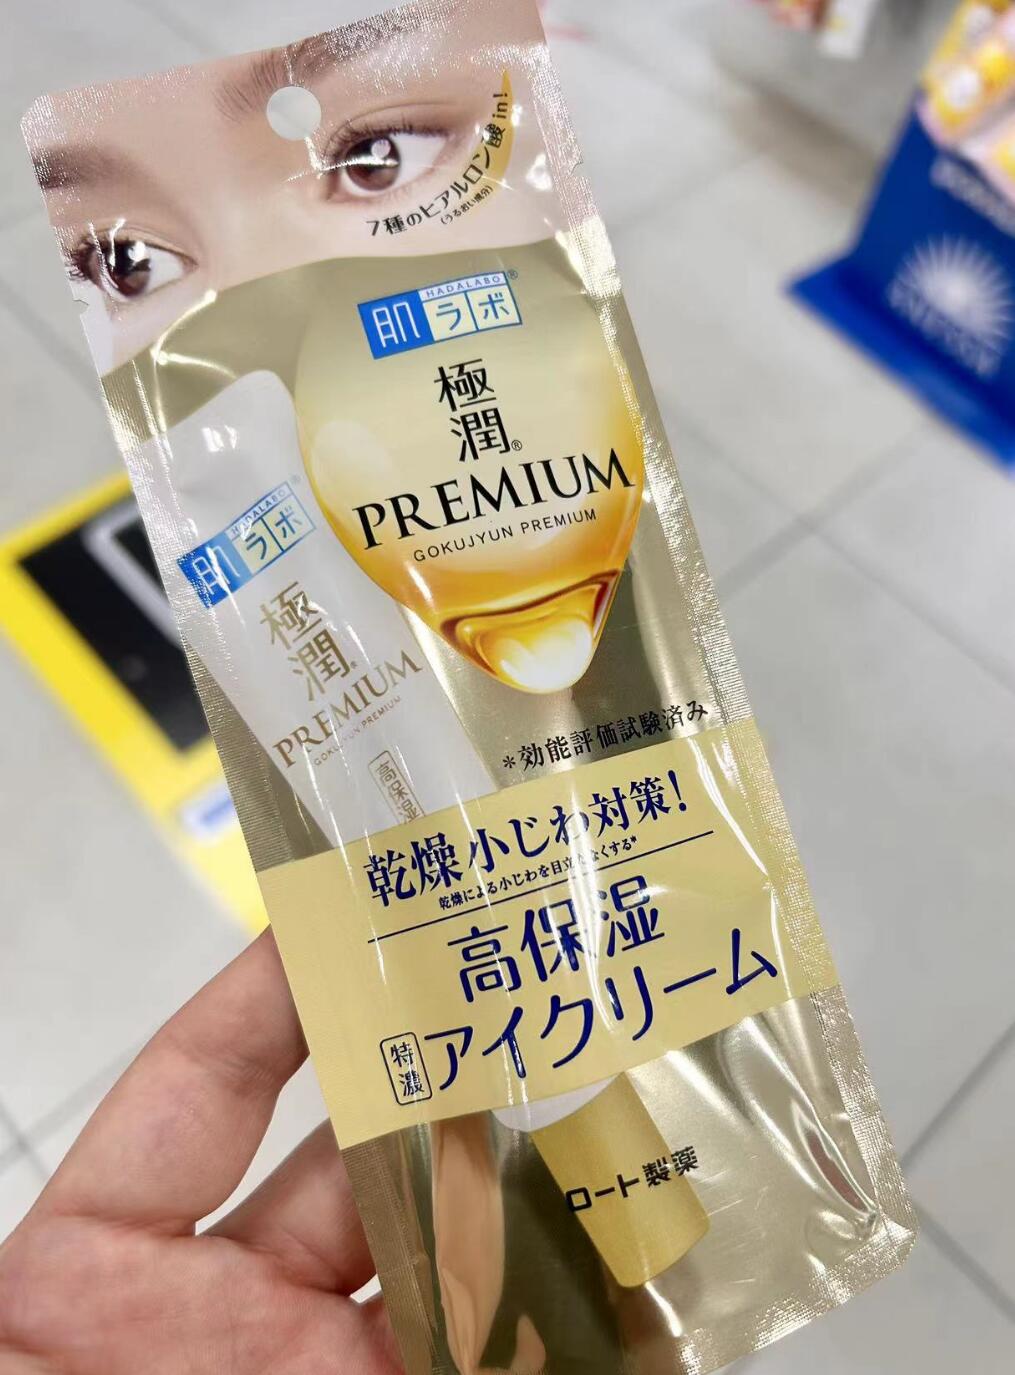 7種のヒアルロン酸 in!
(うるおい成分)
HADALABO®
肌ラボ
極潤®
PREMIUM
GOKUJYUN PREMIUM
HADALABO®
肌ラボ
極潤®
PREMIUM
GOKUJYUN PREMIUM
高保湿
*効能評価試験済み
乾燥小じわ対策!
乾燥による小じわを目立たなくする*
高保湿
特濃 アイクリーム
ロート製薬